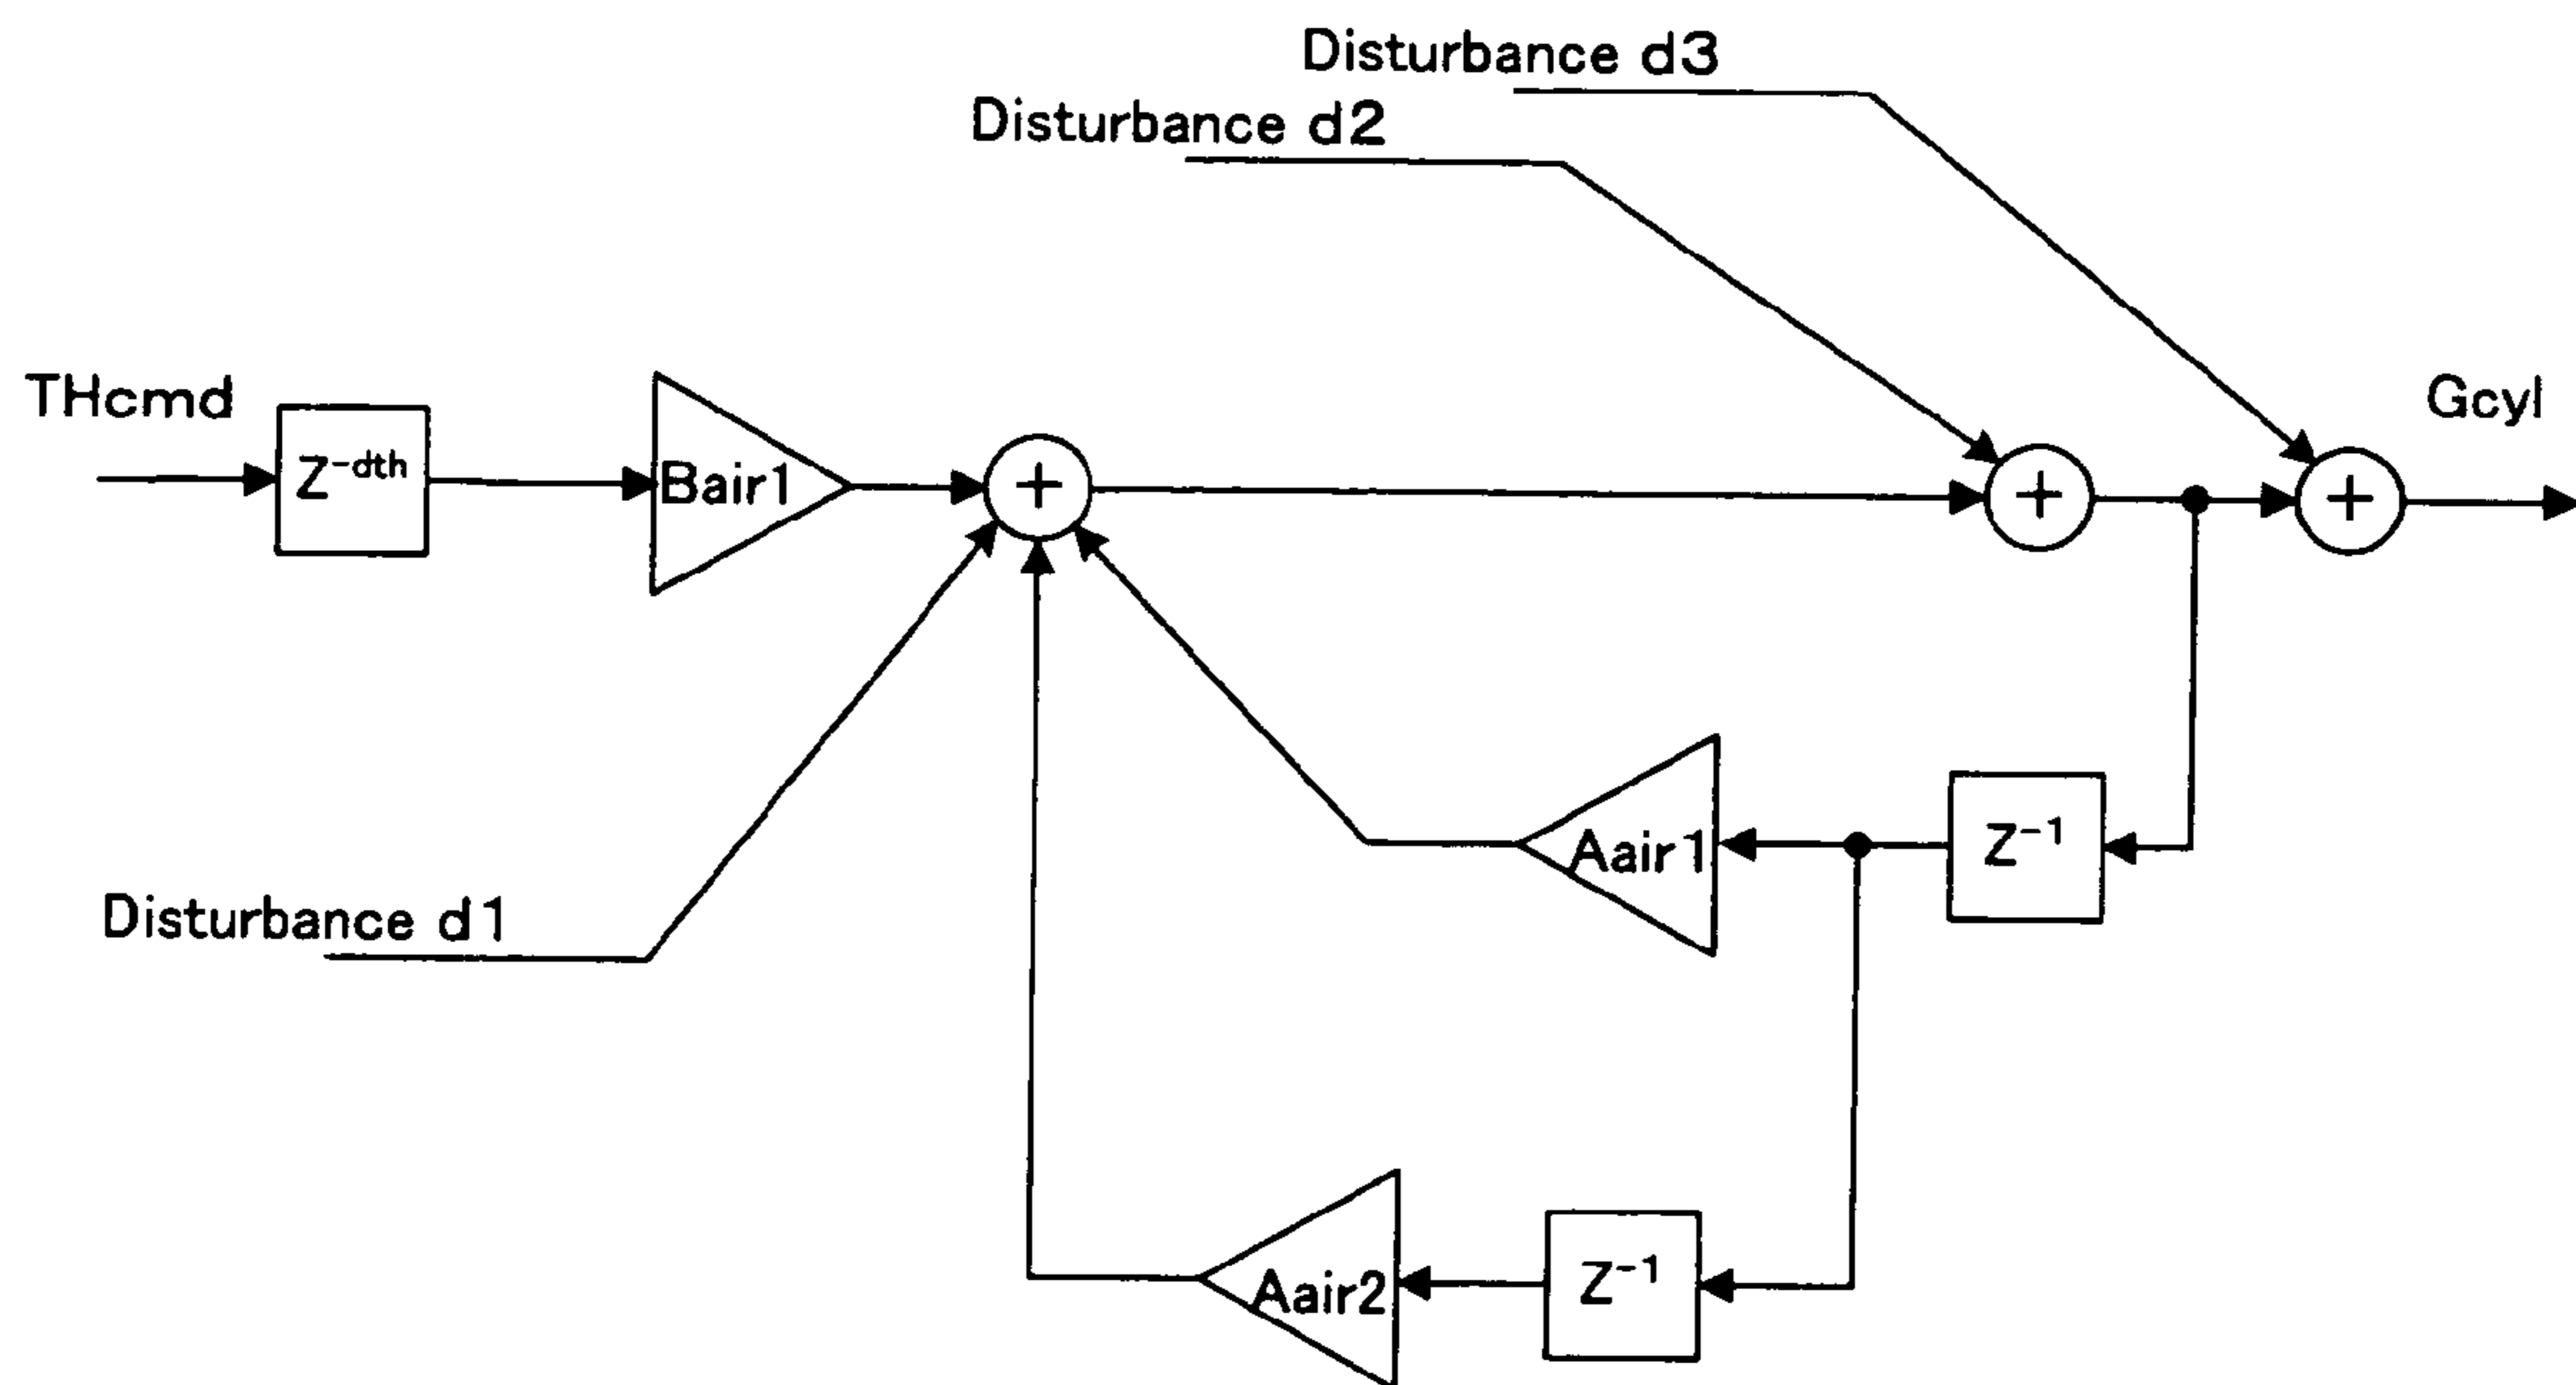 Disturbance d3
Disturbance d2
THcmd
Z⁻ᵈᵗʰ
Bair1
+
+
+
Gcyl
Aair1
Z⁻¹
Disturbance d1
Aair2
Z⁻¹